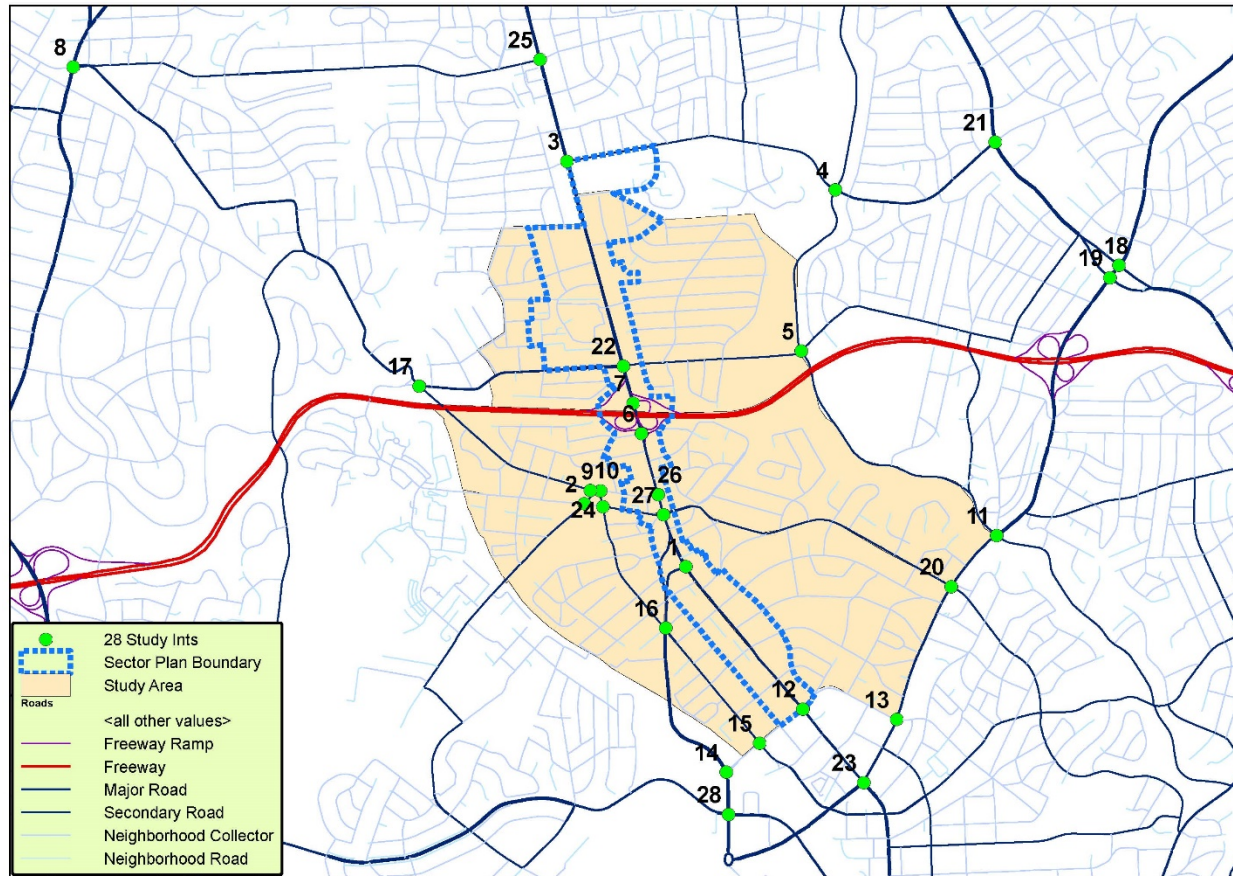 8
25
3
21
4
18
19
5
22
17
7
6
9 10
2
26
27
24
1
11
20
16
12
13
15
14
23
28
28 Study Ints
Sector Plan Boundary
Study Area
Roads
<all other values>
Freeway Ramp
Freeway
Major Road
Secondary Road
Neighborhood Collector
Neighborhood Road